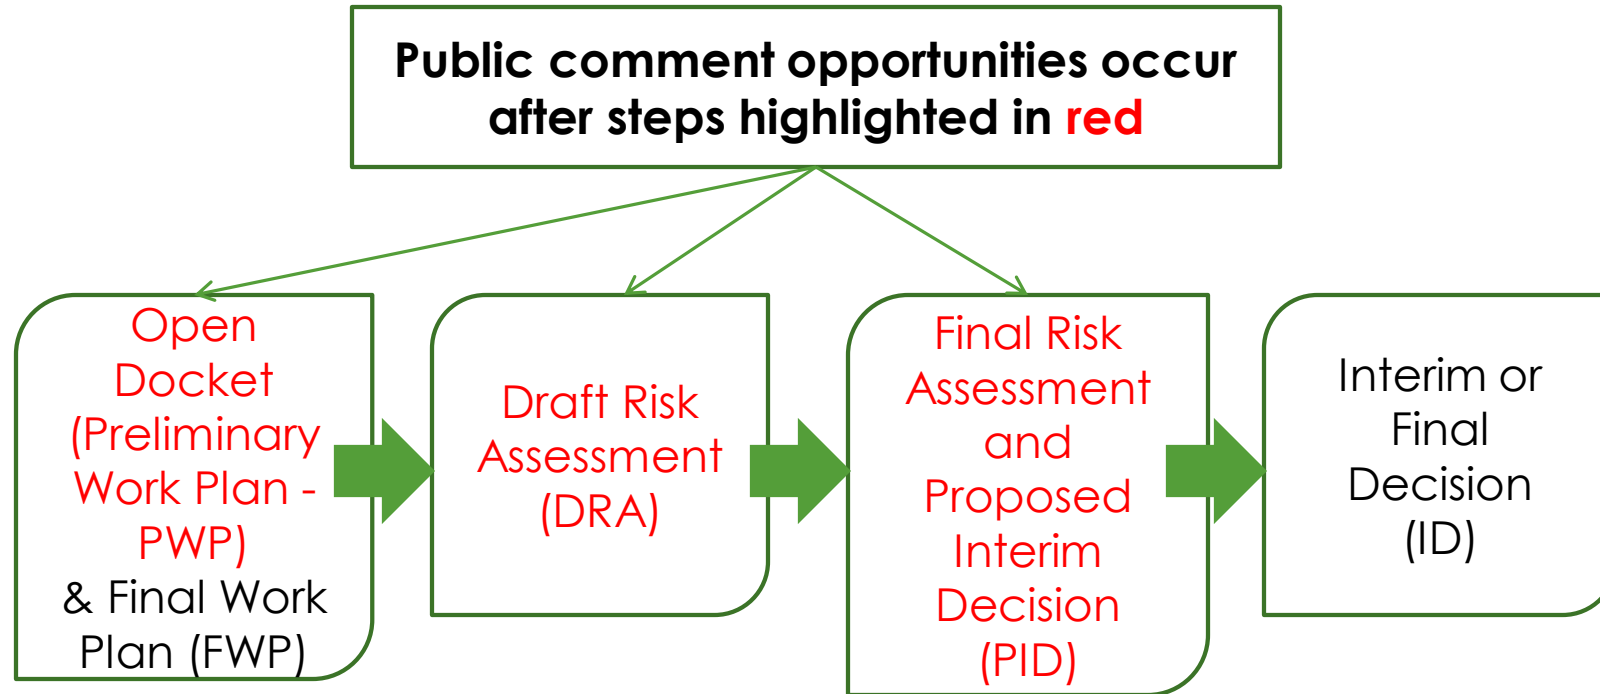 Public comment opportunities occur
after steps highlighted in red
Open
Docket
(Preliminary
Work Plan -
PWP)
& Final Work
Plan (FWP)
Draft Risk
Assessment
(DRA)
Final Risk
Assessment
and
Proposed
Interim
Decision
(PID)
Interim or
Final
Decision
(ID)